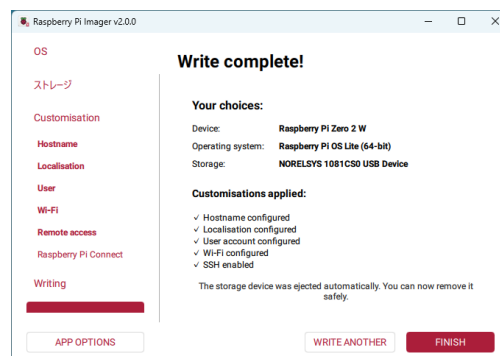 Raspberry Pi Imager v2.0.0
OS
ストレージ
Customisation
Hostname
Localisation
User
Wi-Fi
Remote access
Raspberry Pi Connect
Writing
APP OPTIONS
Write complete!
Your choices:
Device: Raspberry Pi Zero 2 W
Operating system: Raspberry Pi OS Lite (64-bit)
Storage: NORELSYS 1081CS0 USB Device
Customisations applied:
✓ Hostname configured
✓ Localisation configured
✓ User account configured
✓ Wi-Fi configured
✓ SSH enabled
The storage device was ejected automatically. You can now remove it
safely.
WRITE ANOTHER
FINISH